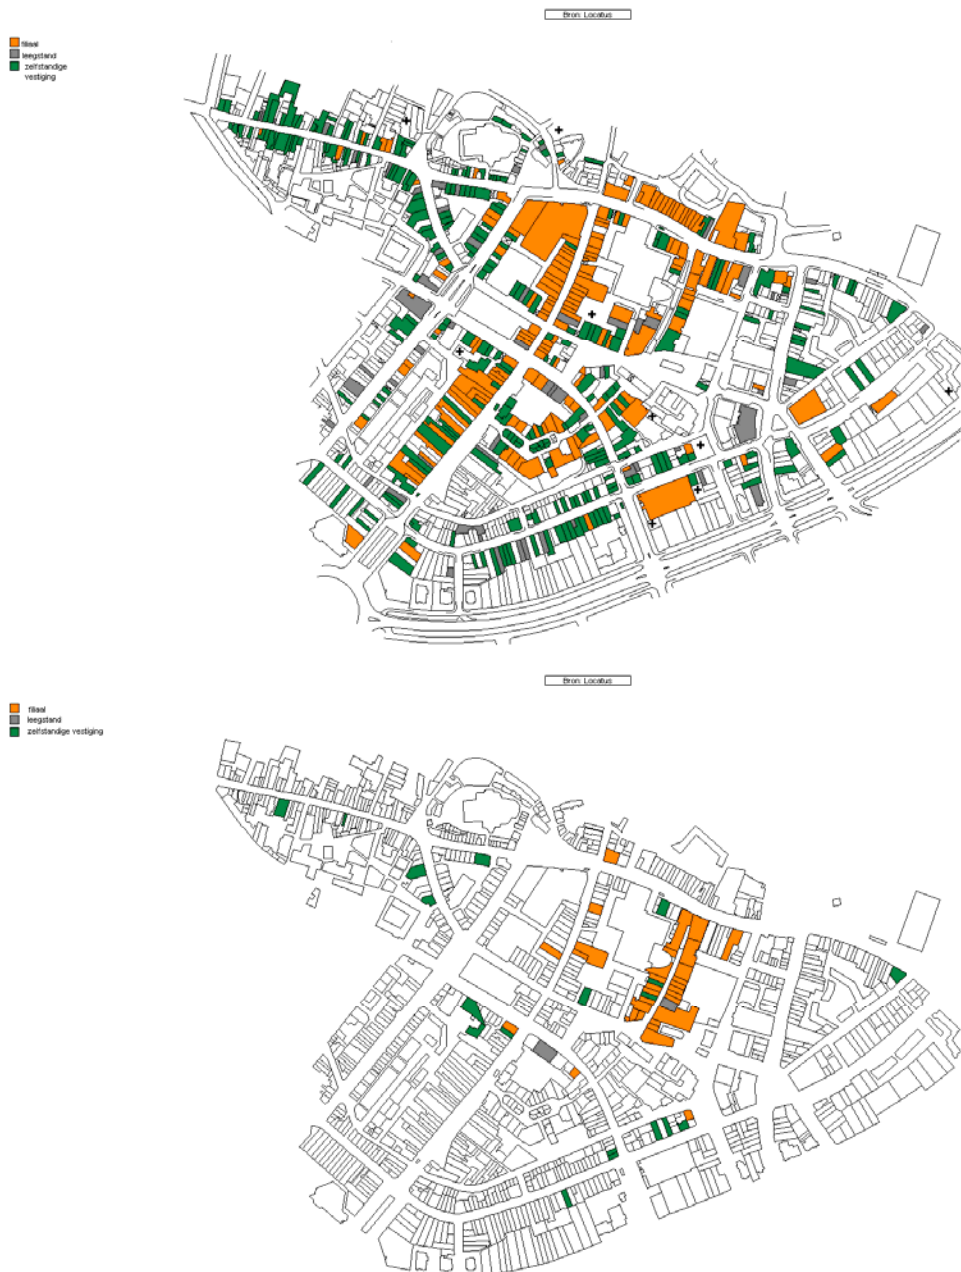 Bron: Locatus
filiaal
leegstand
zelfstandige
vestiging
Bron: Locatus
filiaal
leegstand
zelfstandige vestiging